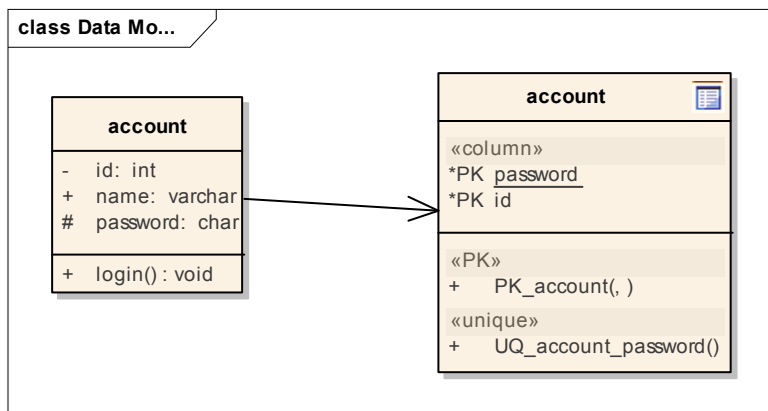 class Data Mo...
account
- id: int
+ name: varchar
# password: char
+ login() : void
account
«column»
*PK password
*PK id
«PK»
+ PK_account(, )
«unique»
+ UQ_account_password()